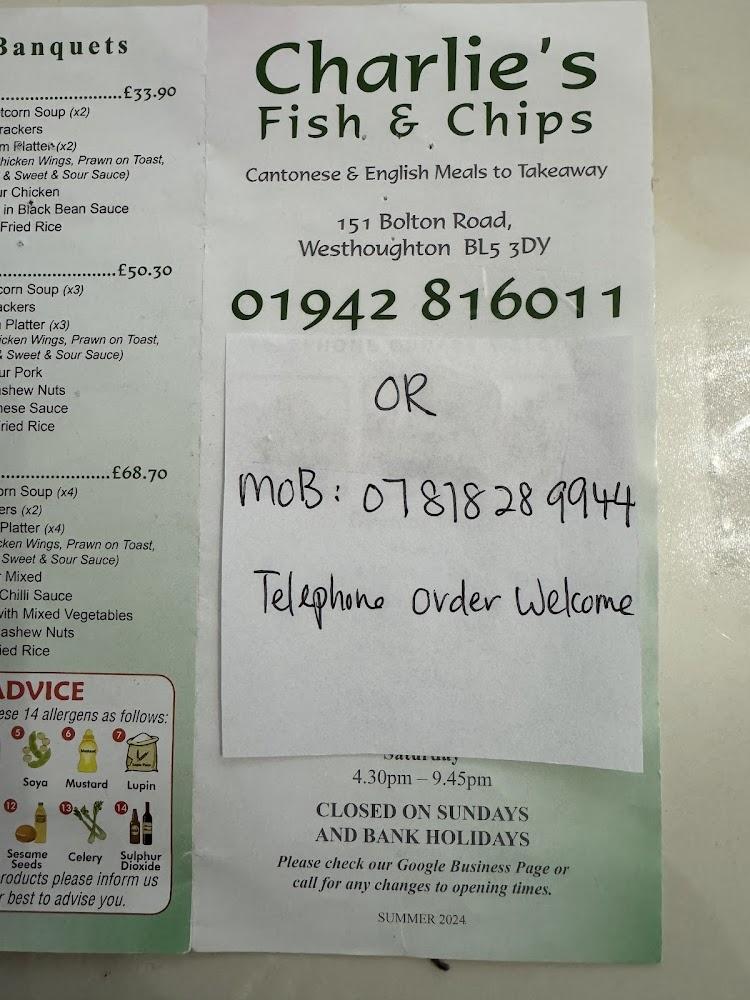 Banquets
..................£33.90
tcorn Soup (x2)
rackers
m Platter (x2)
hicken Wings, Prawn on Toast,
& Sweet & Sour Sauce)
ur Chicken
in Black Bean Sauce
Fried Rice
.................£50.30
corn Soup (x3)
ackers
Platter (x3)
icken Wings, Prawn on Toast,
& Sweet & Sour Sauce)
ur Pork
ashew Nuts
nese Sauce
ried Rice
.................£68.70
orn Soup (x4)
ers (x2)
Platter (x4)
cken Wings, Prawn on Toast,
Sweet & Sour Sauce)
Mixed
Chilli Sauce
with Mixed Vegetables
ashew Nuts
ied Rice
ADVICE
ese 14 allergens as follows:
5 6 7
Soya Mustard Lupin
12 13 14
Sesame Seeds Celery Sulphur Dioxide
roducts please inform us
r best to advise you.
Charlie's
Fish & Chips
Cantonese & English Meals to Takeaway
151 Bolton Road,
Westhoughton BL5 3DY
01942 816011
OR
MOB: 07818 28 9944
Telephone Order Welcome
Saturday
4.30pm – 9.45pm
CLOSED ON SUNDAYS
AND BANK HOLIDAYS
Please check our Google Business Page or
call for any changes to opening times.
SUMMER 2024